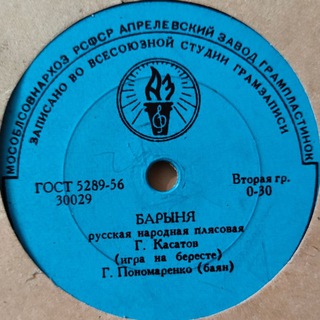 МОСОБЛСОВНАРХОЗ РСФСР АПРЕЛЕВСКИЙ ЗАВОД ГРАМПЛАСТИНОК
ЗАПИСАНО ВО ВСЕСОЮЗНОЙ СТУДИИ ГРАМЗАПИСИ
ГОСТ 5289-56
30029
Вторая гр.
0-30
БАРЫНЯ
русская народная плясовая
Г. Касатов
(игра на бересте)
Г. Пономаренко (баян)